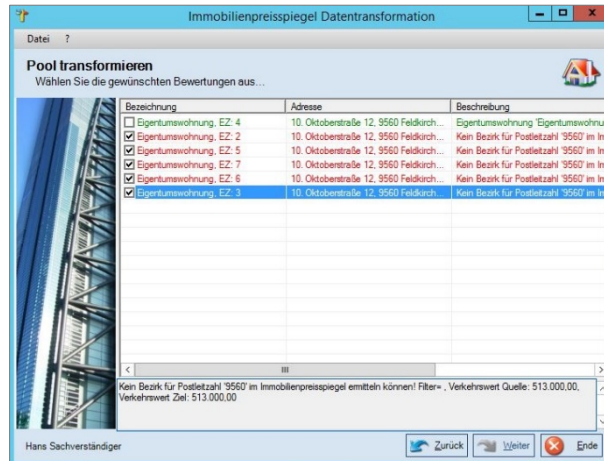 Immobilienpreisspiegel Datentransformation
Datei ?
Pool transformieren
Wählen Sie die gewünschten Bewertungen aus...
Bezeichnung Adresse Beschreibung
Eigentumswohnung, EZ: 4 10. Oktoberstraße 12, 9560 Feldkirch... Eigentumswohnung 'Eigentumswohnu
Eigentumswohnung, EZ: 2 10. Oktoberstraße 12, 9560 Feldkirch... Kein Bezirk für Postleitzahl '9560' im Im
Eigentumswohnung, EZ: 5 10. Oktoberstraße 12, 9560 Feldkirch... Kein Bezirk für Postleitzahl '9560' im Im
Eigentumswohnung, EZ: 7 10. Oktoberstraße 12, 9560 Feldkirch... Kein Bezirk für Postleitzahl '9560' im Im
Eigentumswohnung, EZ: 6 10. Oktoberstraße 12, 9560 Feldkirch... Kein Bezirk für Postleitzahl '9560' im Im
Eigentumswohnung, EZ: 3 10. Oktoberstraße 12, 9560 Feldkirch... Kein Bezirk für Postleitzahl '9560' im Im
Kein Bezirk für Postleitzahl '9560' im Immobilienpreisspiegel ermitteln können! Filter= , Verkehrswert Quelle: 513.000,00,
Verkehrswert Ziel: 513.000,00
Hans Sachverständiger Zurück Weiter Ende